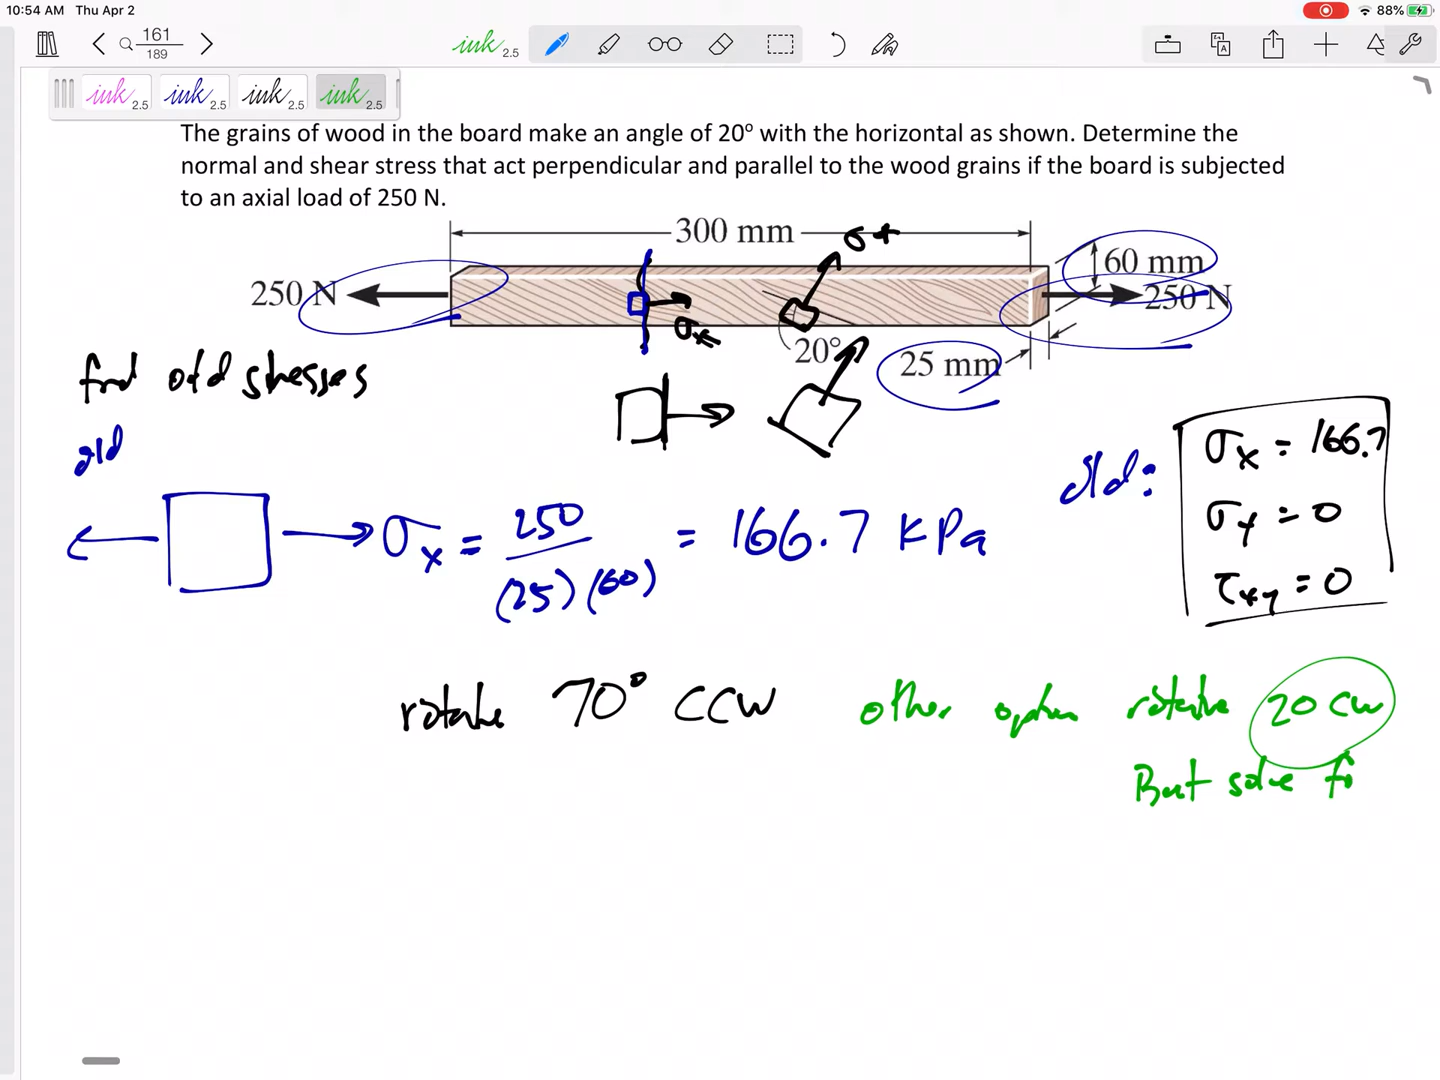 10:54 AM Thu Apr 2
88%
161
189
ink 2.5
ink 2.5 ink 2.5 ink 2.5 ink 2.5
The grains of wood in the board make an angle of 20° with the horizontal as shown. Determine the
normal and shear stress that act perpendicular and parallel to the wood grains if the board is subjected
to an axial load of 250 N.
300 mm
60 mm
250 N
250 N
σx
20°
25 mm
find old stresses
old
σx = 250 / (25)(60) = 166.7 kPa
old:
σx = 166.7
σy = 0
τxy = 0
rotate 70° CCW
other option rotate 20 cw
But solve fo